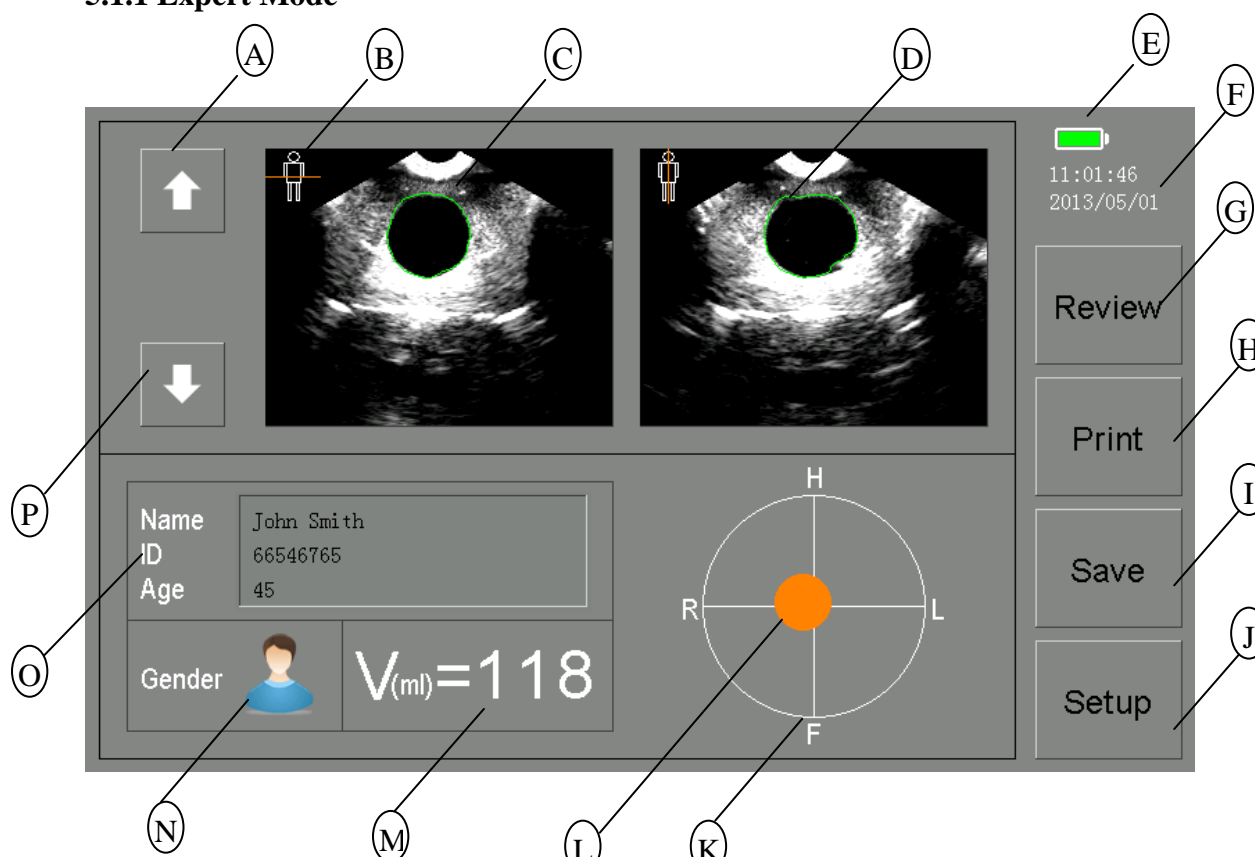 5.1.1 Expert Mode
A
B
C
D
E
F
11:01:46
2013/05/01
G
Review
H
Print
I
Save
J
Setup
P
Name John Smith
ID 66546765
Age 45
O
Gender
V(ml)=118
H
R
L
F
N
M
L
K